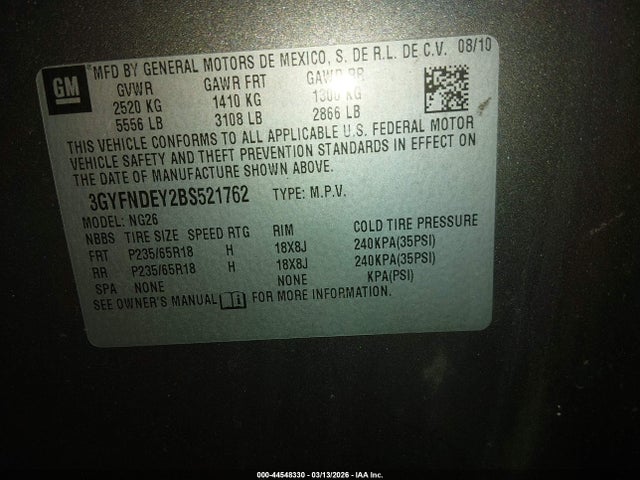 MFD BY GENERAL MOTORS DE MEXICO, S. DE R.L. DE C.V. 08/10
GM
GVWR GAWR FRT GAWR RR
2520 KG 1410 KG 1300 KG
5556 LB 3108 LB 2866 LB
THIS VEHICLE CONFORMS TO ALL APPLICABLE U.S. FEDERAL MOTOR
VEHICLE SAFETY AND THEFT PREVENTION STANDARDS IN EFFECT ON
THE DATE OF MANUFACTURE SHOWN ABOVE.
3GYFNDEY2BS521762 TYPE: M.P.V.
MODEL: NG26
NBBS TIRE SIZE SPEED RTG RIM COLD TIRE PRESSURE
FRT P235/65R18 H 18X8J 240KPA(35PSI)
RR P235/65R18 H 18X8J 240KPA(35PSI)
SPA NONE NONE KPA(PSI)
SEE OWNER'S MANUAL FOR MORE INFORMATION.
000-44548330 - 03/13/2026 - IAA Inc.